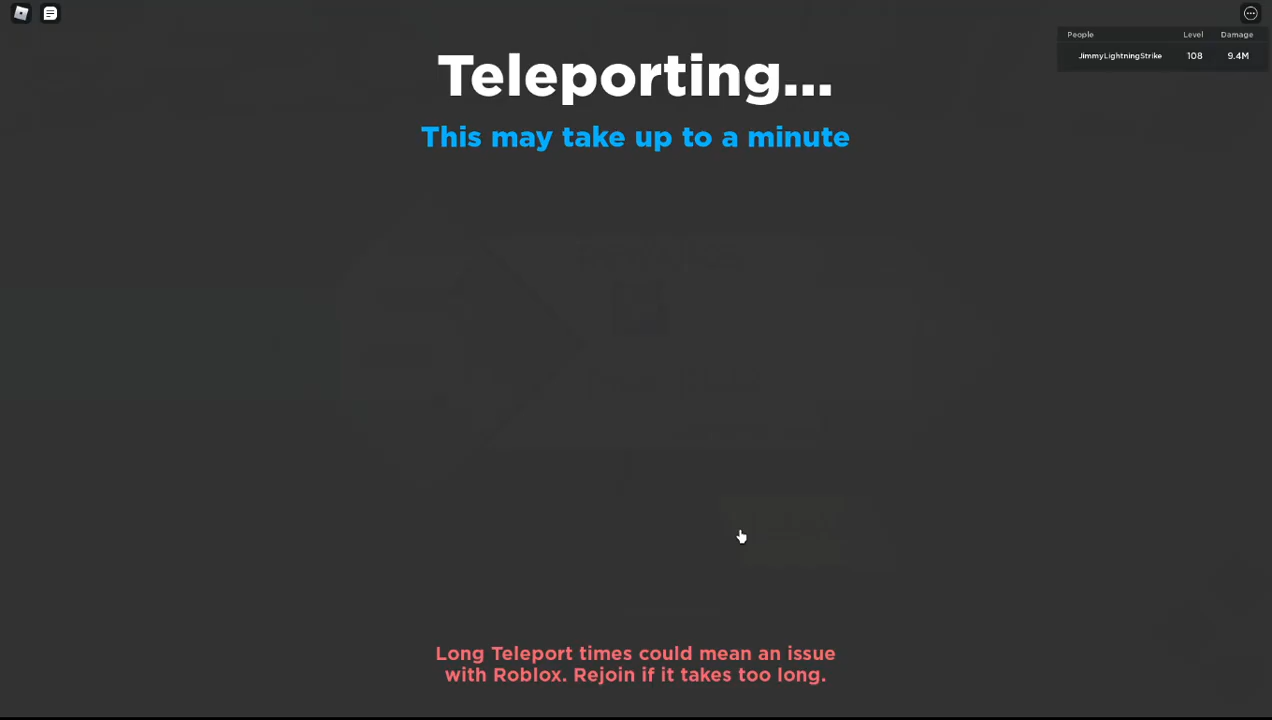 People Level Damage
JimmyLightningStrike 108 9.4M
Teleporting...
This may take up to a minute
Long Teleport times could mean an issue
with Roblox. Rejoin if it takes too long.